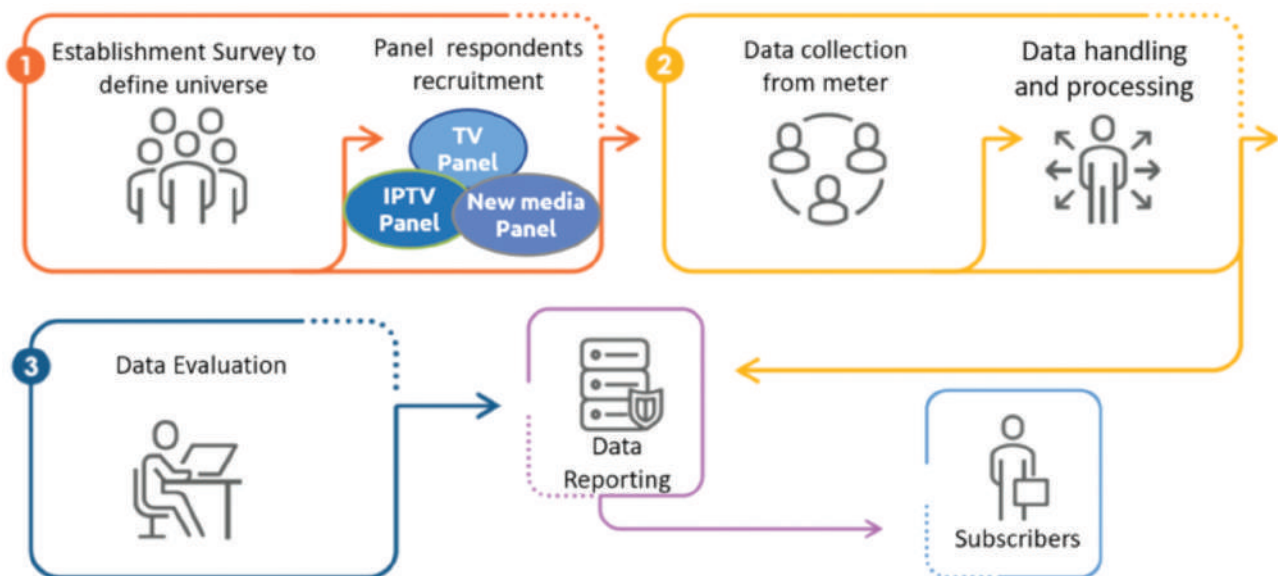 1
Establishment Survey to
define universe
Panel respondents
recruitment
TV
Panel
IPTV
Panel
New media
Panel
2
Data collection
from meter
Data handling
and processing
3
Data Evaluation
Data
Reporting
Subscribers